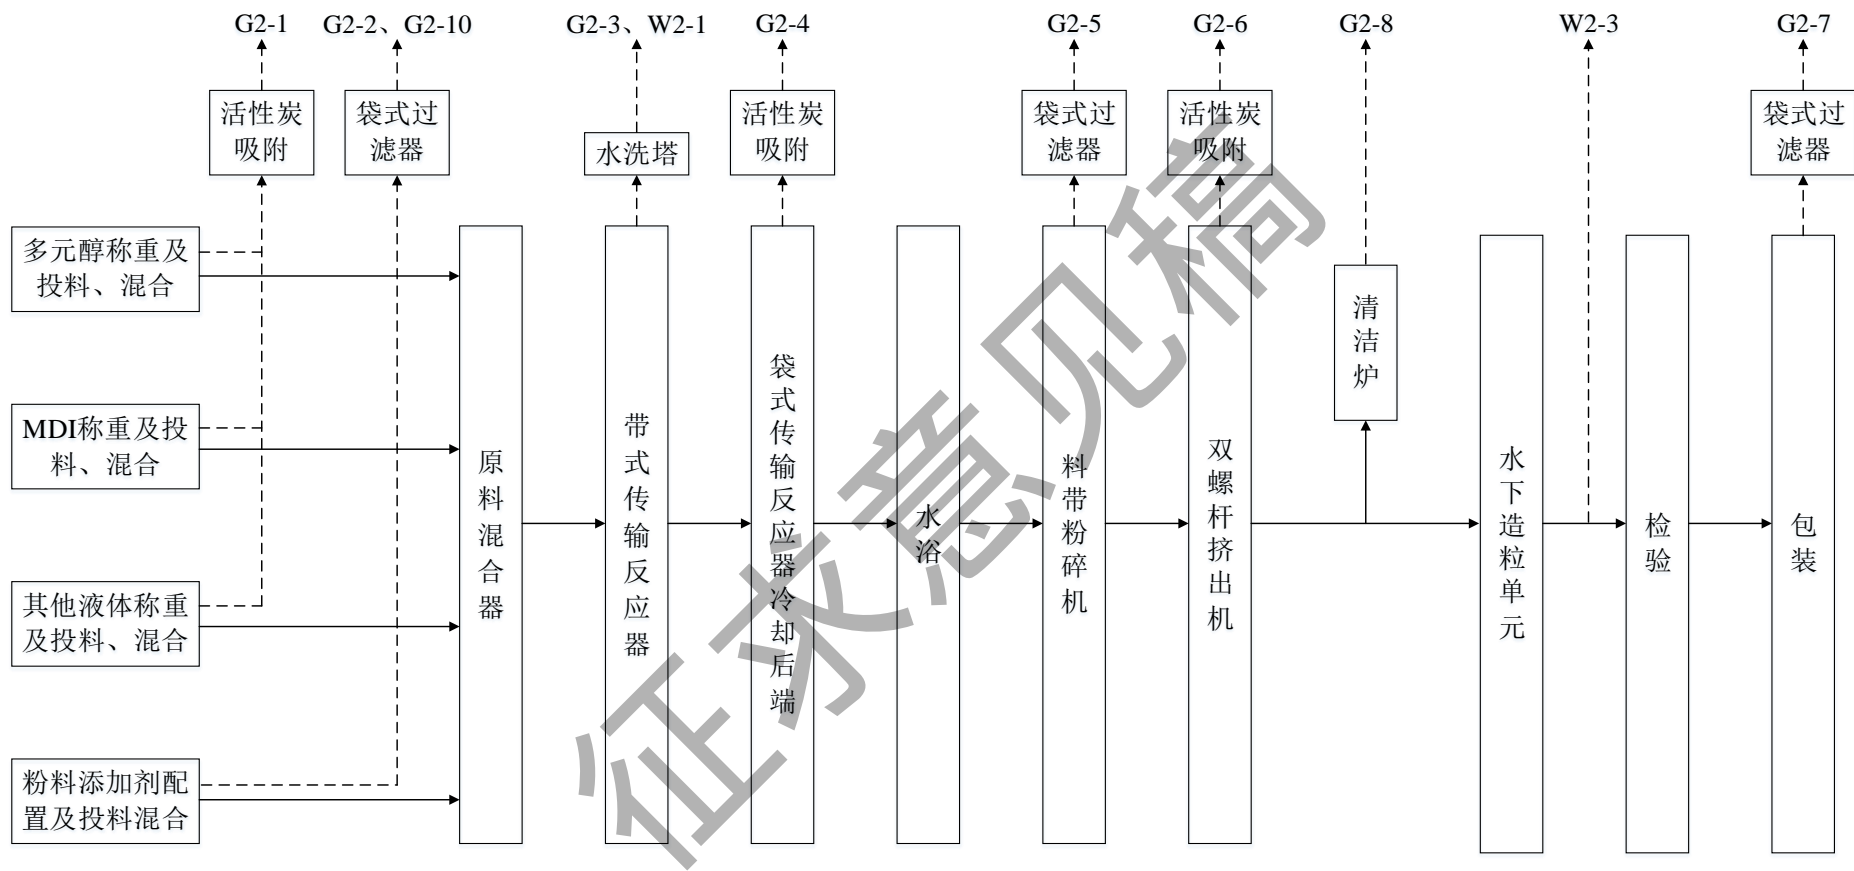 G2-1
G2-2、G2-10
G2-3、W2-1
G2-4
G2-5
G2-6
G2-8
W2-3
G2-7
活性炭
吸附
袋式过
滤器
水洗塔
活性炭
吸附
袋式过
滤器
活性炭
吸附
袋式过
滤器
多元醇称重及
投料、混合
MDI称重及投
料、混合
其他液体称重
及投料、混合
粉料添加剂配
置及投料混合
原料混合器
带式传输反应器
袋式传输反应器冷却后端
水浴
料带粉碎机
双螺杆挤出机
清洁炉
水下造粒单元
检验
包装
征求意见稿